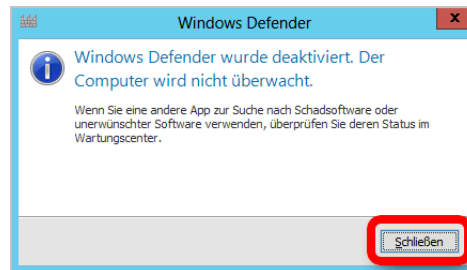 Windows Defender
x
Windows Defender wurde deaktiviert. Der
Computer wird nicht überwacht.
Wenn Sie eine andere App zur Suche nach Schadsoftware oder
unerwünschter Software verwenden, überprüfen Sie deren Status im
Wartungscenter.
Schließen